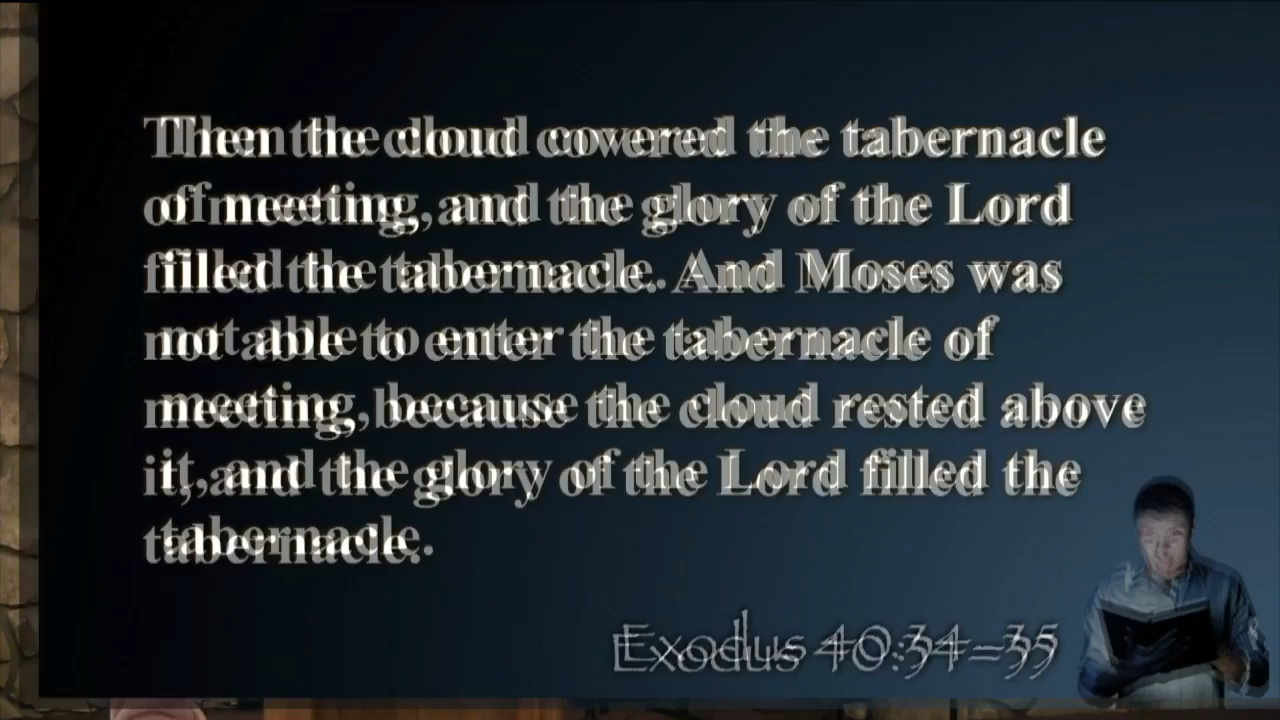 Then the cloud covered the tabernacle
of meeting, and the glory of the Lord
filled the tabernacle. And Moses was
not able to enter the tabernacle of
meeting, because the cloud rested above
it, and the glory of the Lord filled the
tabernacle.
Exodus 40:34-35